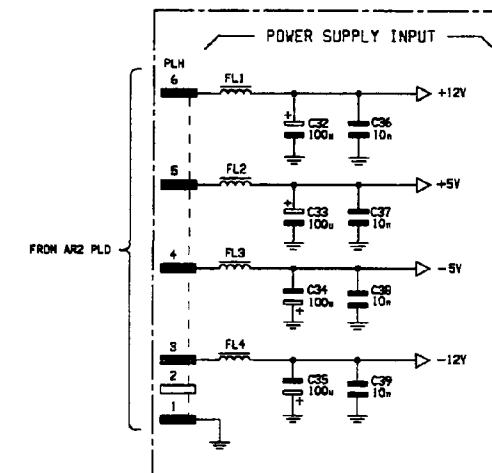 POWER SUPPLY INPUT
PLH
6 FL1 +12V
+ C32 100u C36 10n
5 FL2 +5V
+ C33 100u C37 10n
FROM AR2 PLD
4 FL3 -5V
C34 100u + C38 10n
3 FL4 -12V
2
C35 100u + C39 10n
1